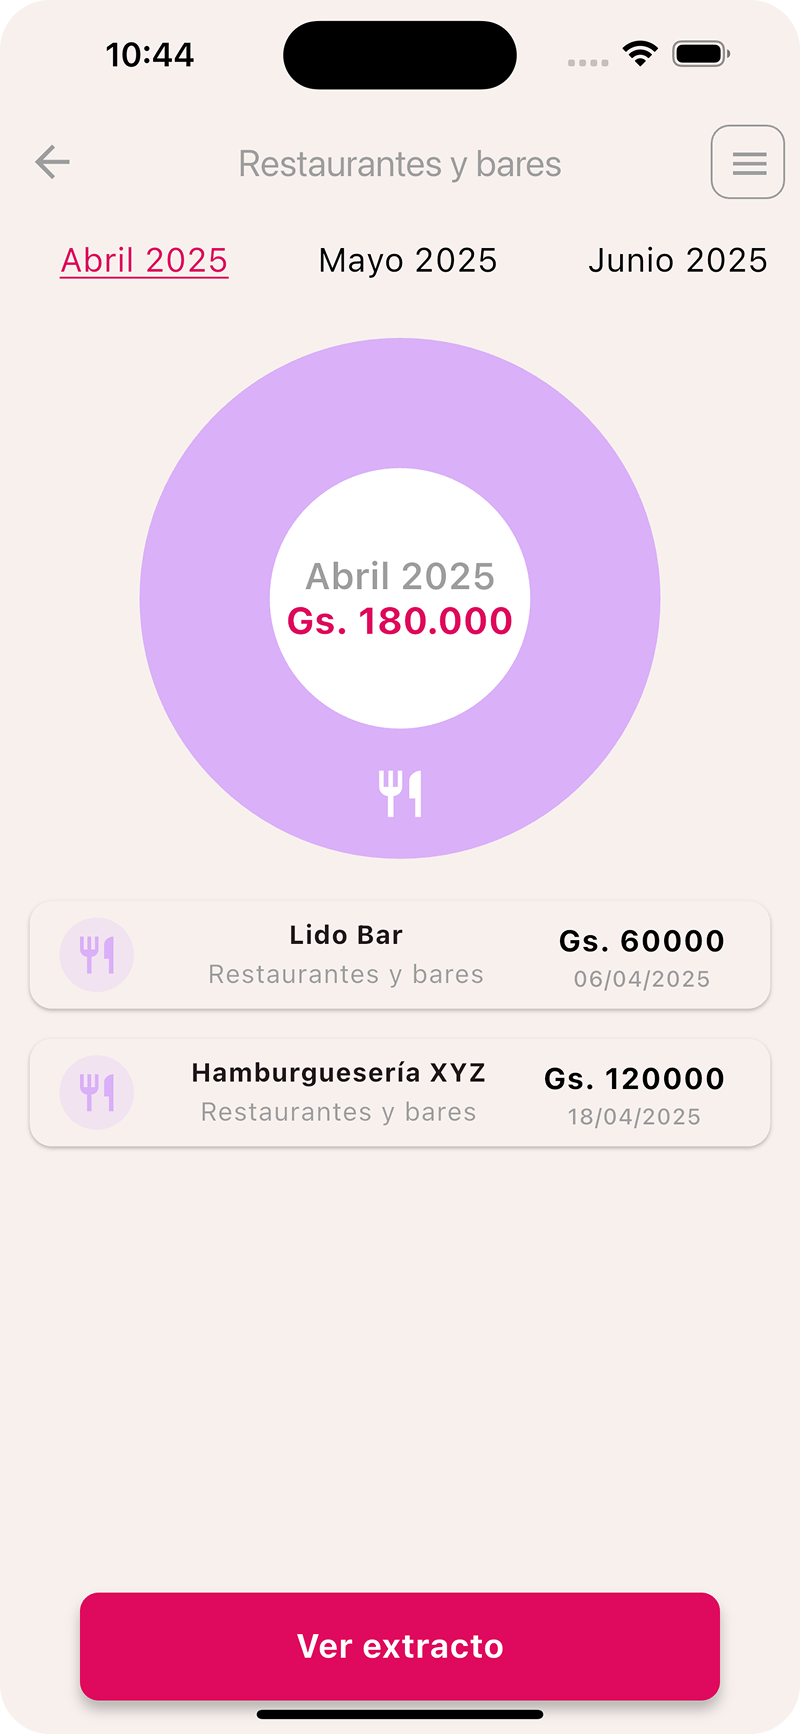 10:44
Restaurantes y bares
Abril 2025 Mayo 2025 Junio 2025
Abril 2025
Gs. 180.000
Lido Bar
Restaurantes y bares
Gs. 60000
06/04/2025
Hamburguesería XYZ
Restaurantes y bares
Gs. 120000
18/04/2025
Ver extracto